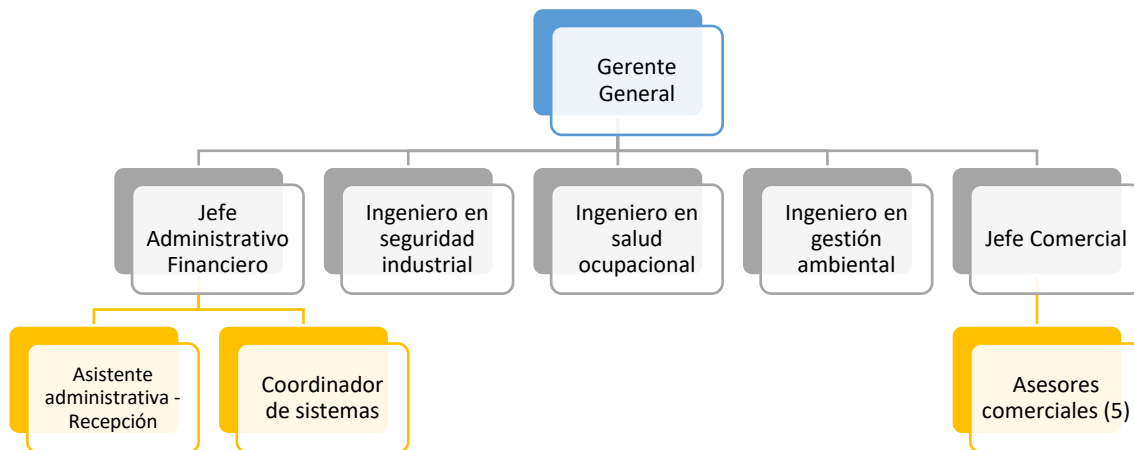 Gerente
General
Jefe
Administrativo
Financiero
Ingeniero en
seguridad
industrial
Ingeniero en
salud
ocupacional
Ingeniero en
gestión
ambiental
Jefe Comercial
Asistente
administrativa -
Recepción
Coordinador
de sistemas
Asesores
comerciales (5)